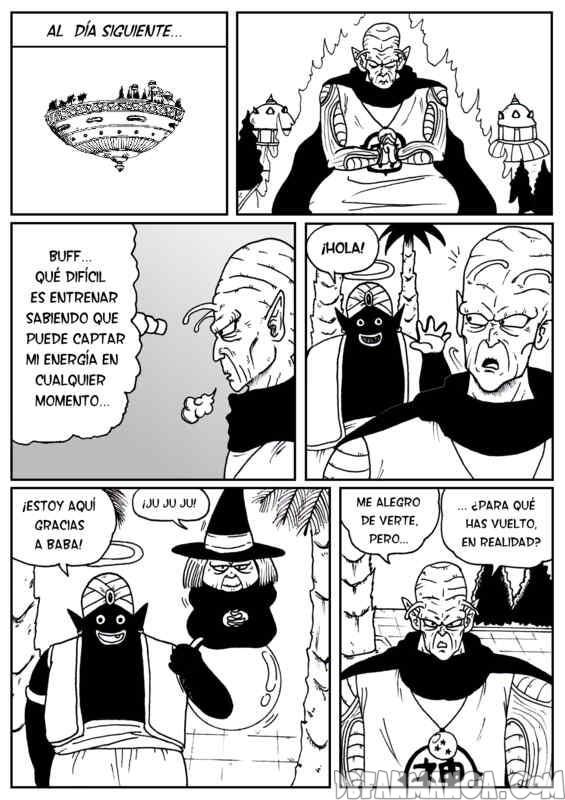 AL DÍA SIGUIENTE...
BUFF...
QUÉ DIFÍCIL
ES ENTRENAR
SABIENDO QUE
PUEDE CAPTAR
MI ENERGÍA EN
CUALQUIER
MOMENTO...
¡HOLA!
¡ESTOY AQUÍ
GRACIAS
A BABA!
¡JU JU JU!
ME ALEGRO
DE VERTE,
PERO...
... ¿PARA QUÉ
HAS VUELTO,
EN REALIDAD?
神
DBFANMANGA.COM